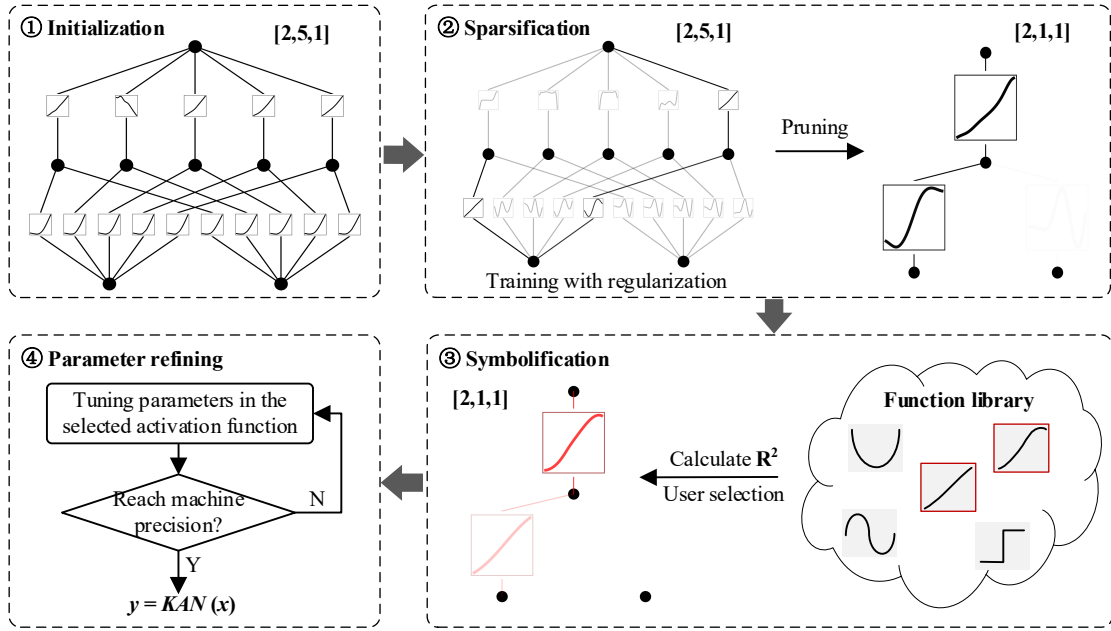 ① Initialization
[2,5,1]
② Sparsification
[2,5,1]
[2,1,1]
Pruning
Training with regularization
④ Parameter refining
Tuning parameters in the
selected activation function
Reach machine
precision?
N
Y
y = KAN (x)
③ Symbolification
[2,1,1]
Calculate R²
User selection
Function library